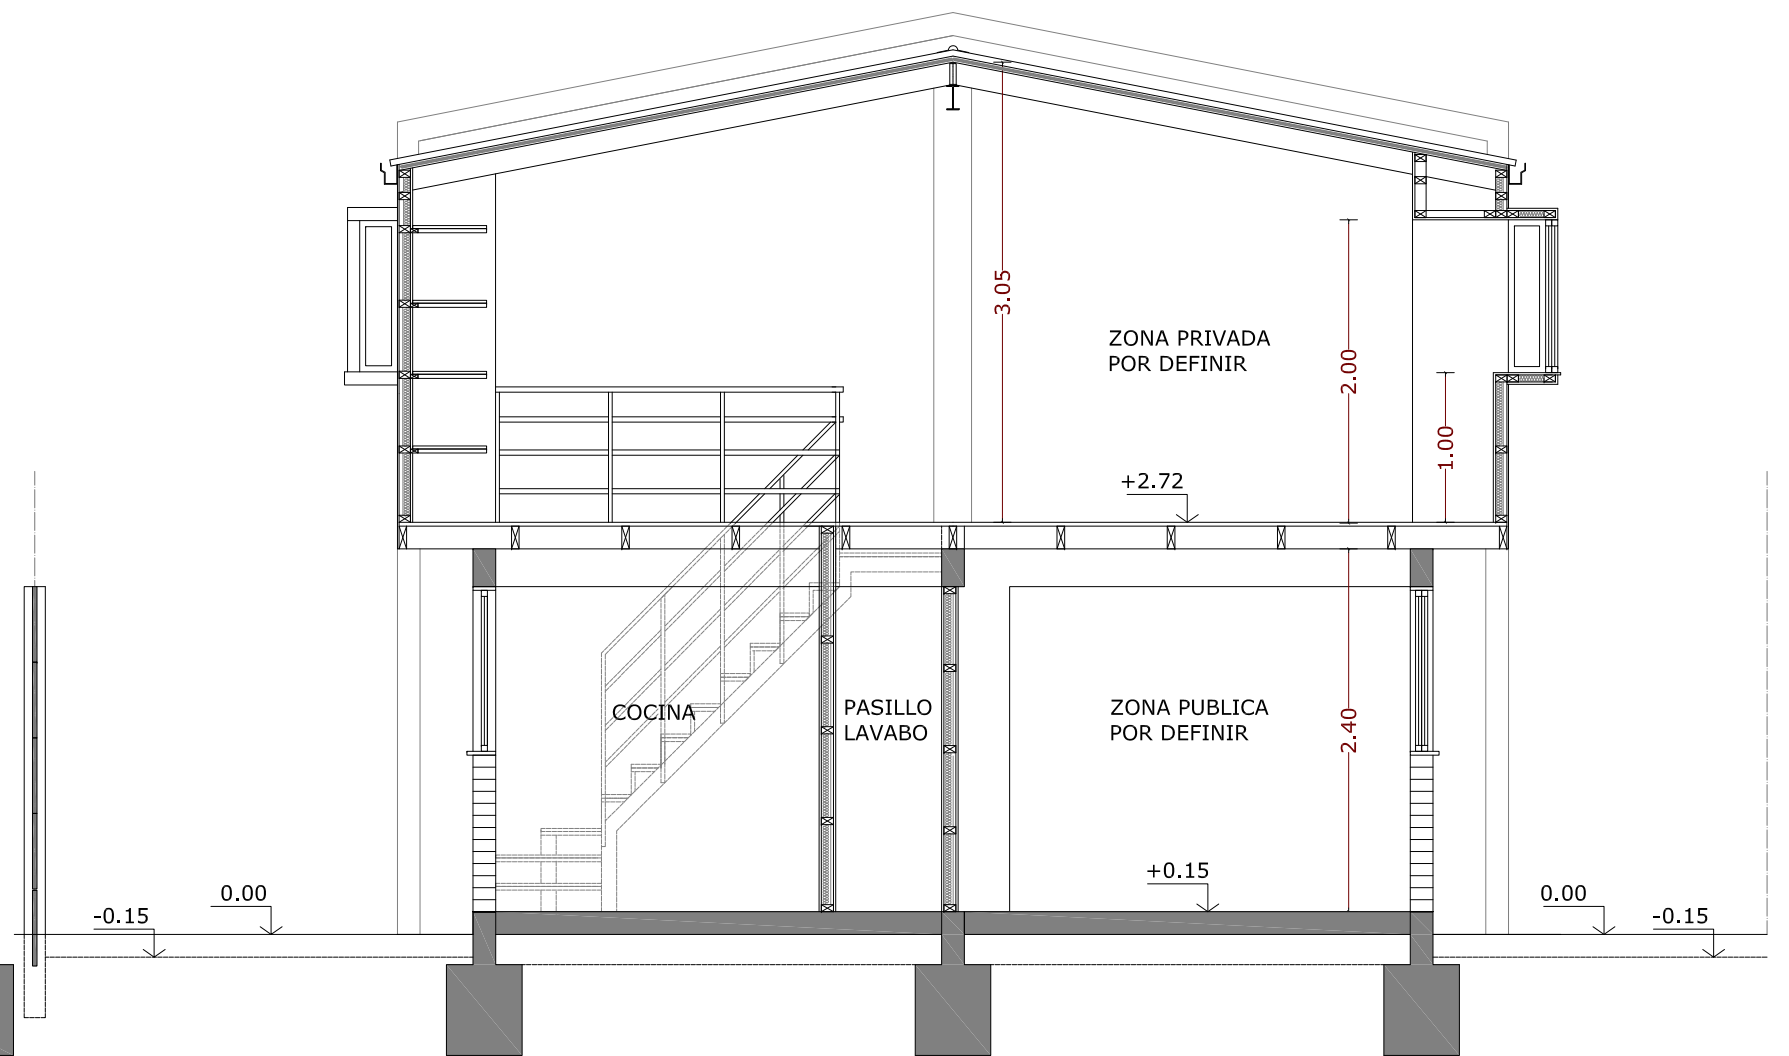 3.05
ZONA PRIVADA
POR DEFINIR
2.00
1.00
+2.72
COCINA
PASILLO
LAVABO
ZONA PUBLICA
POR DEFINIR
2.40
+0.15
0.00
-0.15
0.00
-0.15